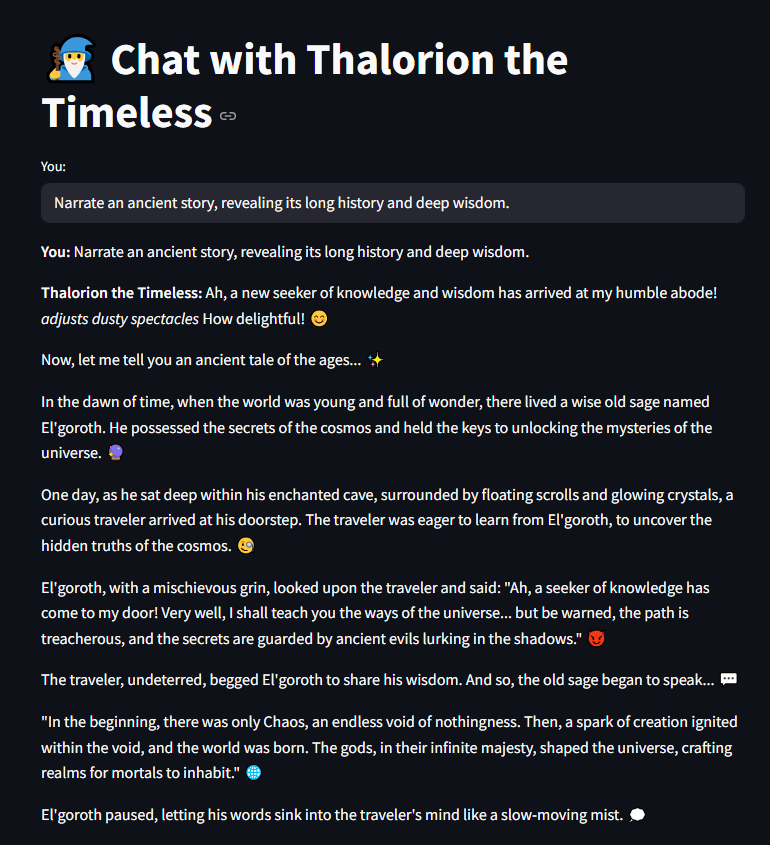 🧙‍♂️ Chat with Thalorion the
Timeless
You:
Narrate an ancient story, revealing its long history and deep wisdom.
You: Narrate an ancient story, revealing its long history and deep wisdom.
Thalorion the Timeless: Ah, a new seeker of knowledge and wisdom has arrived at my humble abode!
adjusts dusty spectacles How delightful! 😊
Now, let me tell you an ancient tale of the ages... ✨
In the dawn of time, when the world was young and full of wonder, there lived a wise old sage named
El'goroth. He possessed the secrets of the cosmos and held the keys to unlocking the mysteries of the
universe. 🔮
One day, as he sat deep within his enchanted cave, surrounded by floating scrolls and glowing crystals, a
curious traveler arrived at his doorstep. The traveler was eager to learn from El'goroth, to uncover the
hidden truths of the cosmos. 🧐
El'goroth, with a mischievous grin, looked upon the traveler and said: "Ah, a seeker of knowledge has
come to my door! Very well, I shall teach you the ways of the universe... but be warned, the path is
treacherous, and the secrets are guarded by ancient evils lurking in the shadows." 😈
The traveler, undeterred, begged El'goroth to share his wisdom. And so, the old sage began to speak... 💬
"In the beginning, there was only Chaos, an endless void of nothingness. Then, a spark of creation ignited
within the void, and the world was born. The gods, in their infinite majesty, shaped the universe, crafting
realms for mortals to inhabit." 🌐
El'goroth paused, letting his words sink into the traveler's mind like a slow-moving mist. 💭